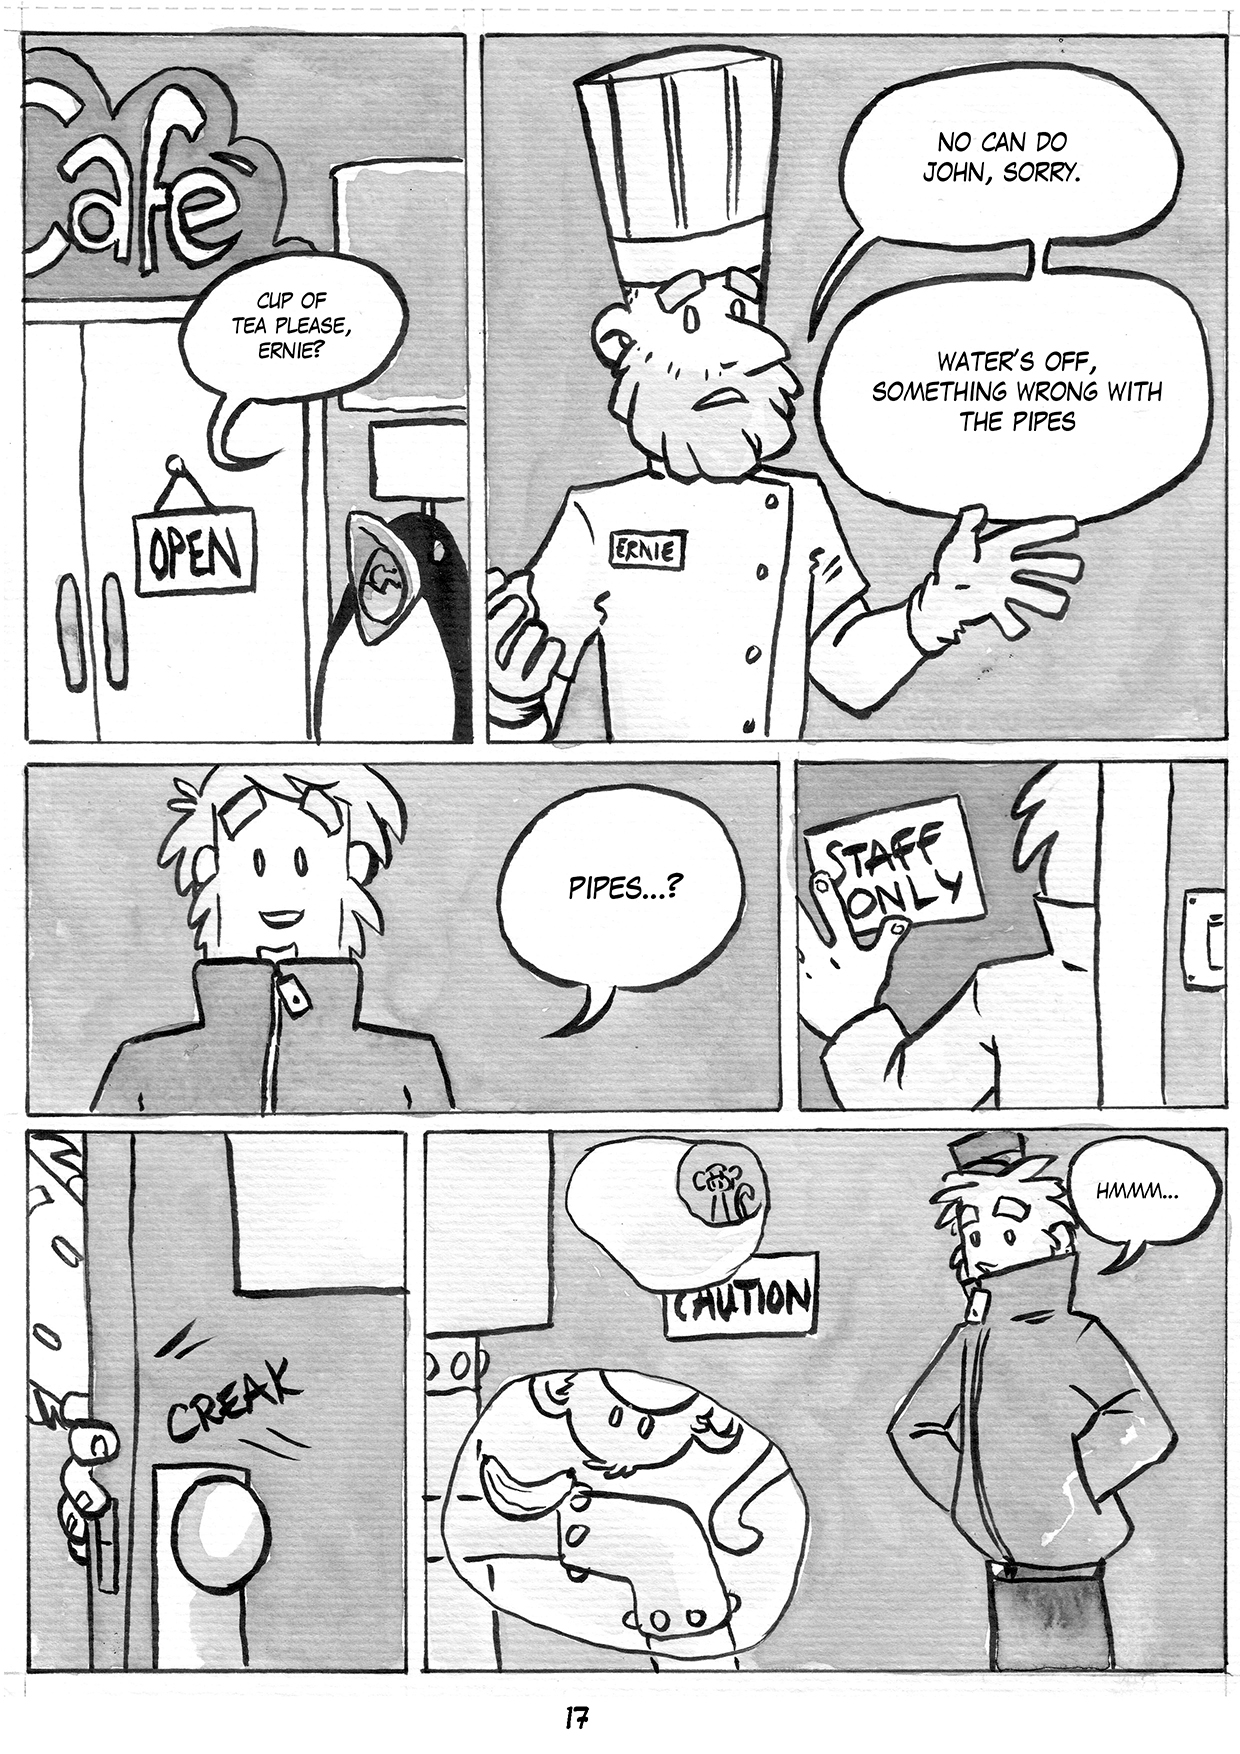 Café
CUP OF
TEA PLEASE,
ERNIE?
OPEN
NO CAN DO
JOHN, SORRY.
WATER'S OFF,
SOMETHING WRONG WITH
THE PIPES
ERNIE
PIPES...?
STAFF
ONLY
CREAK
CAUTION
HMMM...
17